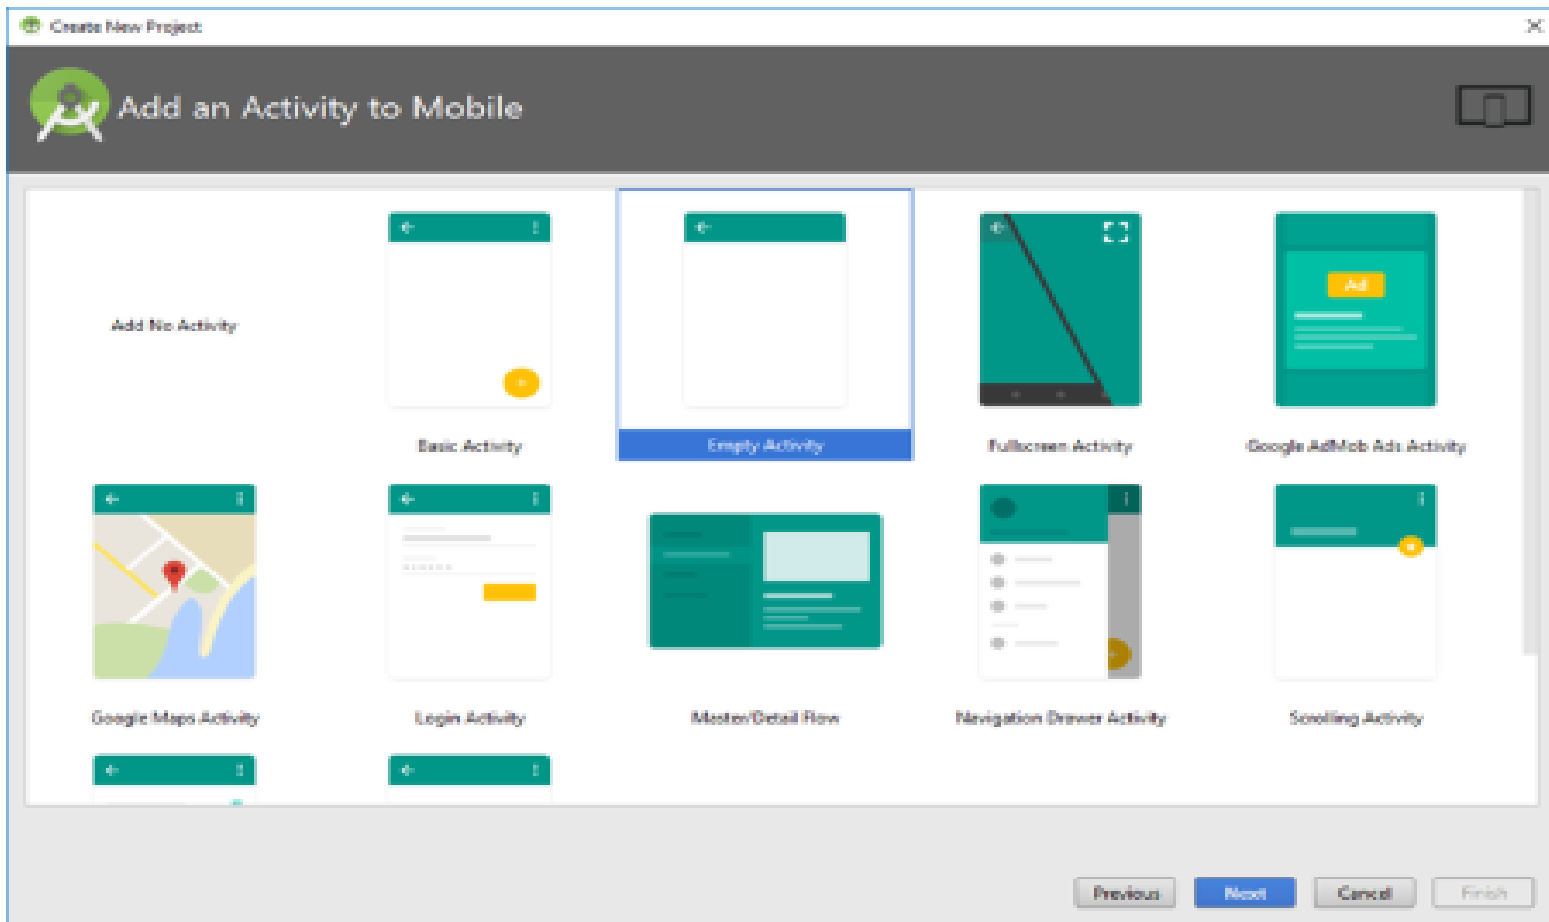 Create New Project
Add an Activity to Mobile
Add No Activity
Basic Activity
Empty Activity
Fullscreen Activity
Ad
Google AdMob Ads Activity
Google Maps Activity
Login Activity
Master/Detail Flow
Navigation Drawer Activity
Scrolling Activity
Previous
Next
Cancel
Finish